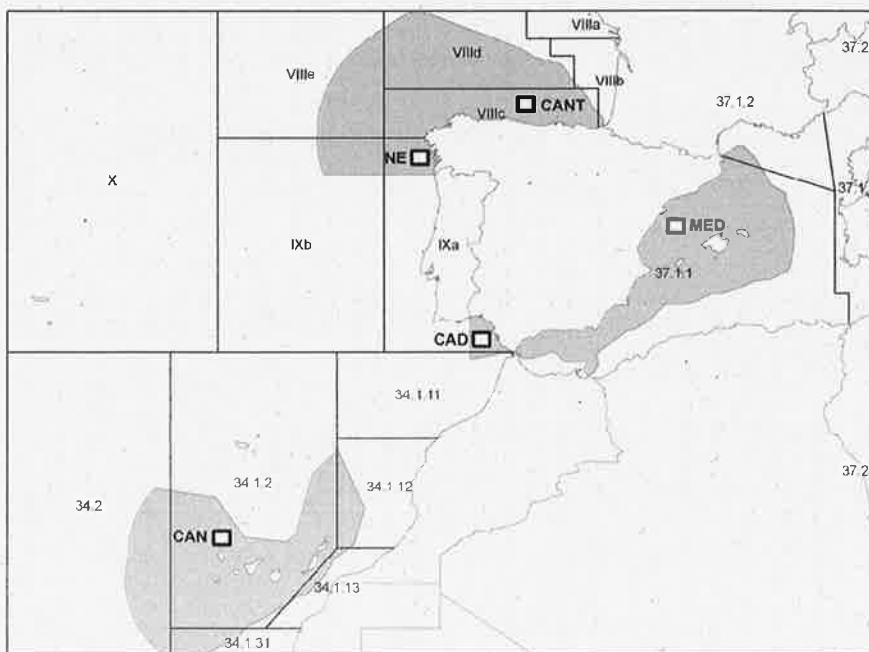 VIIIa
37.2
VIIIe
VIIId
VIIIb
37.1.2
CANT
VIIIc
NE
X
37.1
MED
IXb
IXa
37.1.1
CAD
34.1.11
34.1.2
34.1.12
34.2
37.2
CAN
34.1.13
34.1.31